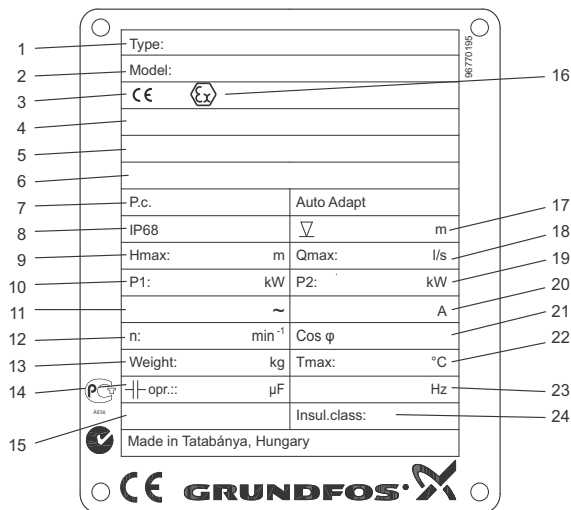 1 Type:
2 Model:
3 CE Ex 16
4
5
6
7 P.c. Auto Adapt
8 IP68 m 17
9 Hmax: m Qmax: l/s 18
10 P1: kW P2: kW 19
11 ~ A 20
12 n: min⁻¹ Cos φ 21
13 Weight: kg Tmax: °C 22
14 opr.:: µF Hz 23
15 Insul.class: 24
Made in Tatabánya, Hungary
96770195
CE GRUNDFOS